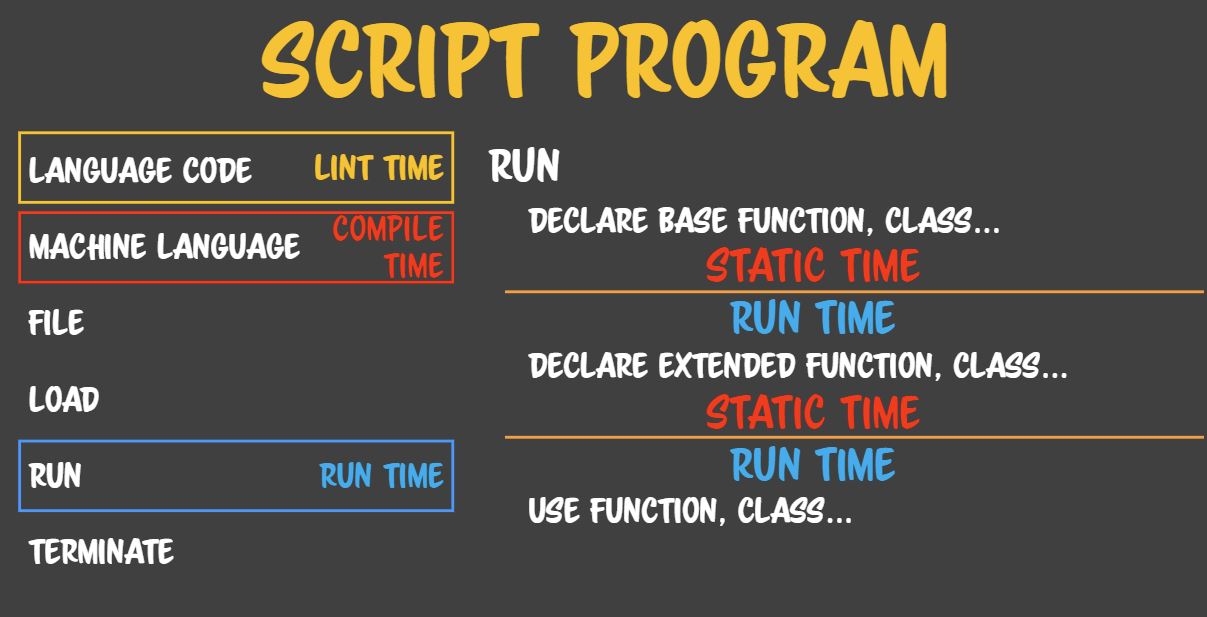 SCRIPT PROGRAM
LANGUAGE CODE LINT TIME
MACHINE LANGUAGE COMPILE TIME
FILE
LOAD
RUN RUN TIME
TERMINATE
RUN
DECLARE BASE FUNCTION, CLASS...
STATIC TIME
RUN TIME
DECLARE EXTENDED FUNCTION, CLASS...
STATIC TIME
RUN TIME
USE FUNCTION, CLASS...